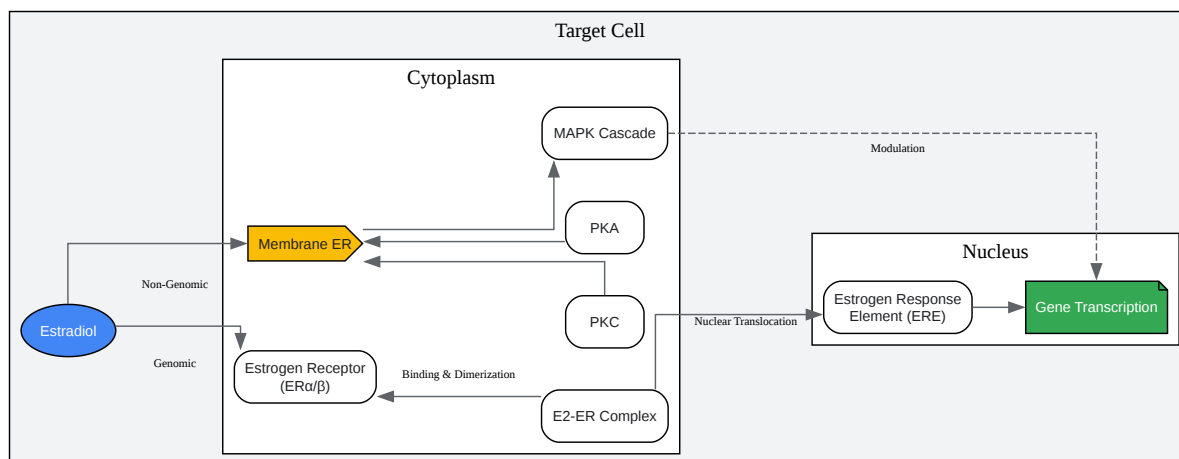 Target Cell
Cytoplasm
MAPK Cascade
Modulation
PKA
Membrane ER
Nucleus
Non-Genomic
Estrogen Response
Element (ERE)
Gene Transcription
PKC
Nuclear Translocation
Estradiol
Genomic
Estrogen Receptor
(ERα/β)
Binding & Dimerization
E2-ER Complex